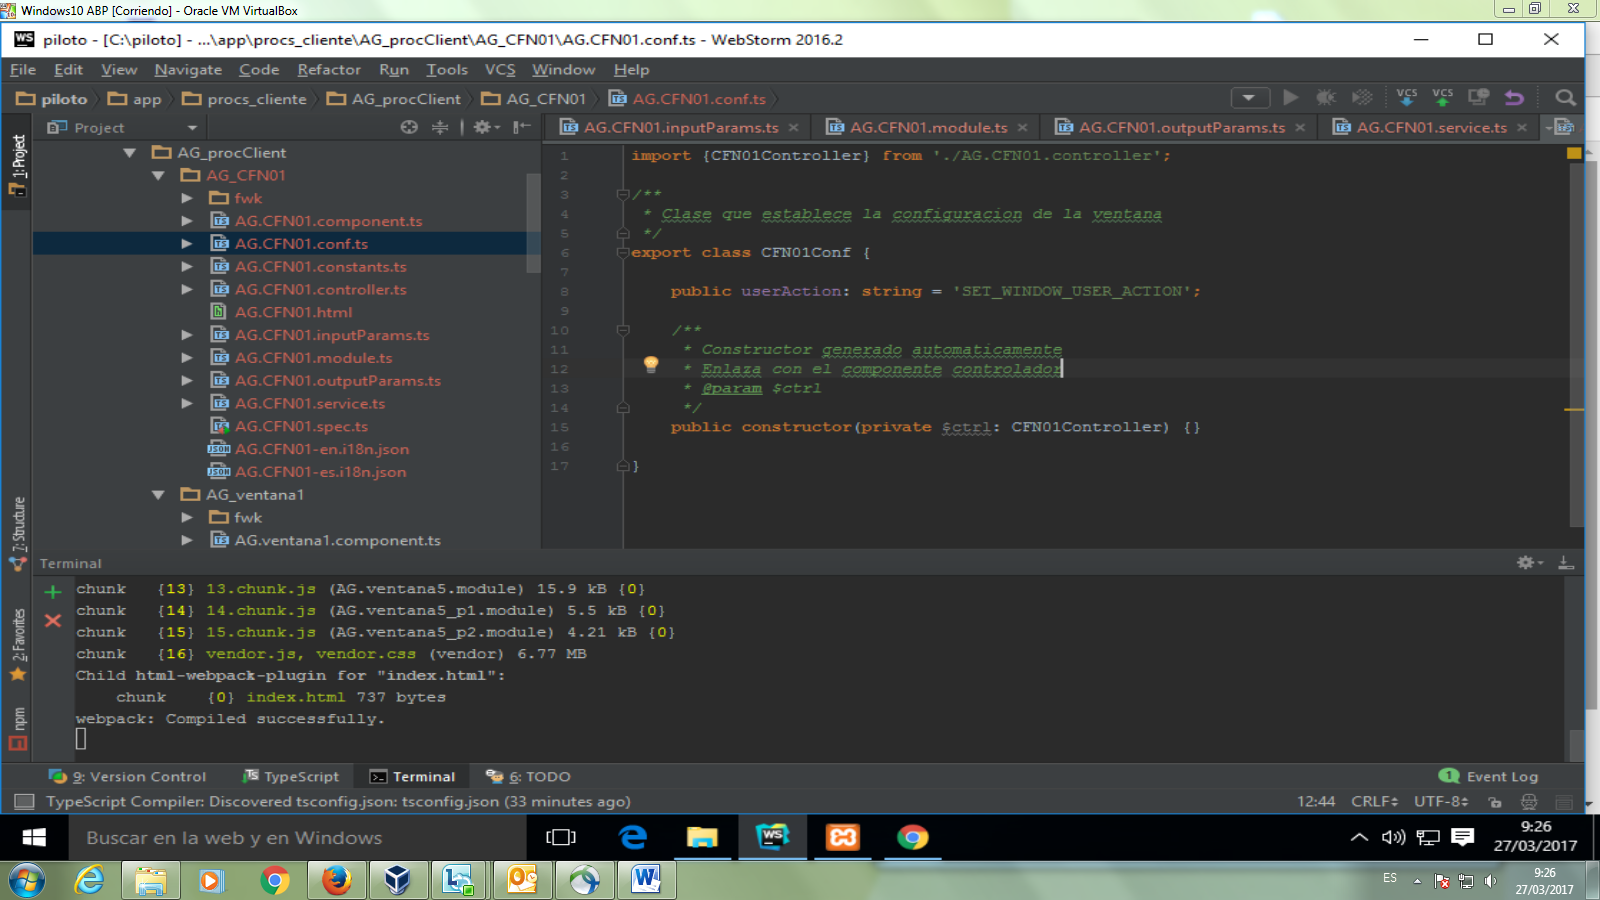 Windows10 ABP [Corriendo] - Oracle VM VirtualBox
WS piloto - [C:\piloto] - ...\app\procs_cliente\AG_procClient\AG_CFN01\AG.CFN01.conf.ts - WebStorm 2016.2
File Edit View Navigate Code Refactor Run Tools VCS Window Help
piloto app procs_cliente AG_procClient AG_CFN01 AG.CFN01.conf.ts VCS VCS
Project AG.CFN01.inputParams.ts AG.CFN01.module.ts AG.CFN01.outputParams.ts AG.CFN01.service.ts
1: Project
7: Structure
2: Favorites
npm
AG_procClient
AG_CFN01
fwk
AG.CFN01.component.ts
AG.CFN01.conf.ts
AG.CFN01.constants.ts
AG.CFN01.controller.ts
AG.CFN01.html
AG.CFN01.inputParams.ts
AG.CFN01.module.ts
AG.CFN01.outputParams.ts
AG.CFN01.service.ts
AG.CFN01.spec.ts
AG.CFN01-en.i18n.json
AG.CFN01-es.i18n.json
AG_ventana1
fwk
AG.ventana1.component.ts
1 import {CFN01Controller} from './AG.CFN01.controller';
2
3 /**
4 * Clase que establece la configuracion de la ventana
5 */
6 export class CFN01Conf {
7
8 public userAction: string = 'SET_WINDOW_USER_ACTION';
9
10 /**
11 * Constructor generado automaticamente
12 * Enlaza con el componente controlador
13 * @param $ctrl
14 */
15 public constructor(private $ctrl: CFN01Controller) {}
16
17 }
Terminal
chunk {13} 13.chunk.js (AG.ventana5.module) 15.9 kB {0}
chunk {14} 14.chunk.js (AG.ventana5_p1.module) 5.5 kB {0}
chunk {15} 15.chunk.js (AG.ventana5_p2.module) 4.21 kB {0}
chunk {16} vendor.js, vendor.css (vendor) 6.77 MB
Child html-webpack-plugin for "index.html":
chunk {0} index.html 737 bytes
webpack: Compiled successfully.
9: Version Control TypeScript Terminal 6: TODO 1 Event Log
TypeScript Compiler: Discovered tsconfig.json: tsconfig.json (33 minutes ago) 12:44 CRLF UTF-8
Buscar en la web y en Windows WS 9:26
27/03/2017
ES 9:26
27/03/2017